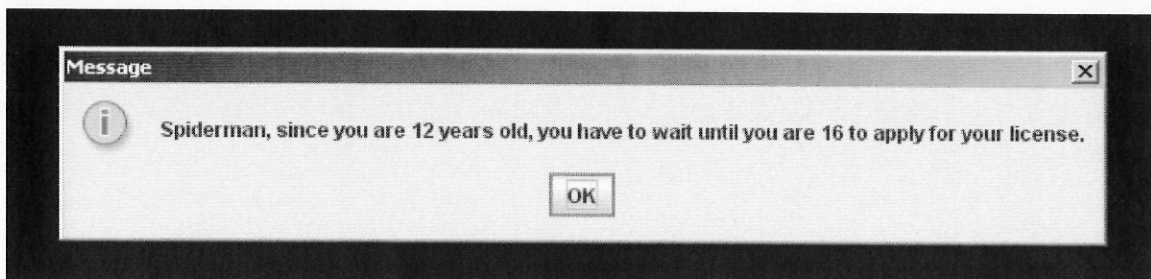 Message
Spiderman, since you are 12 years old, you have to wait until you are 16 to apply for your license.
OK